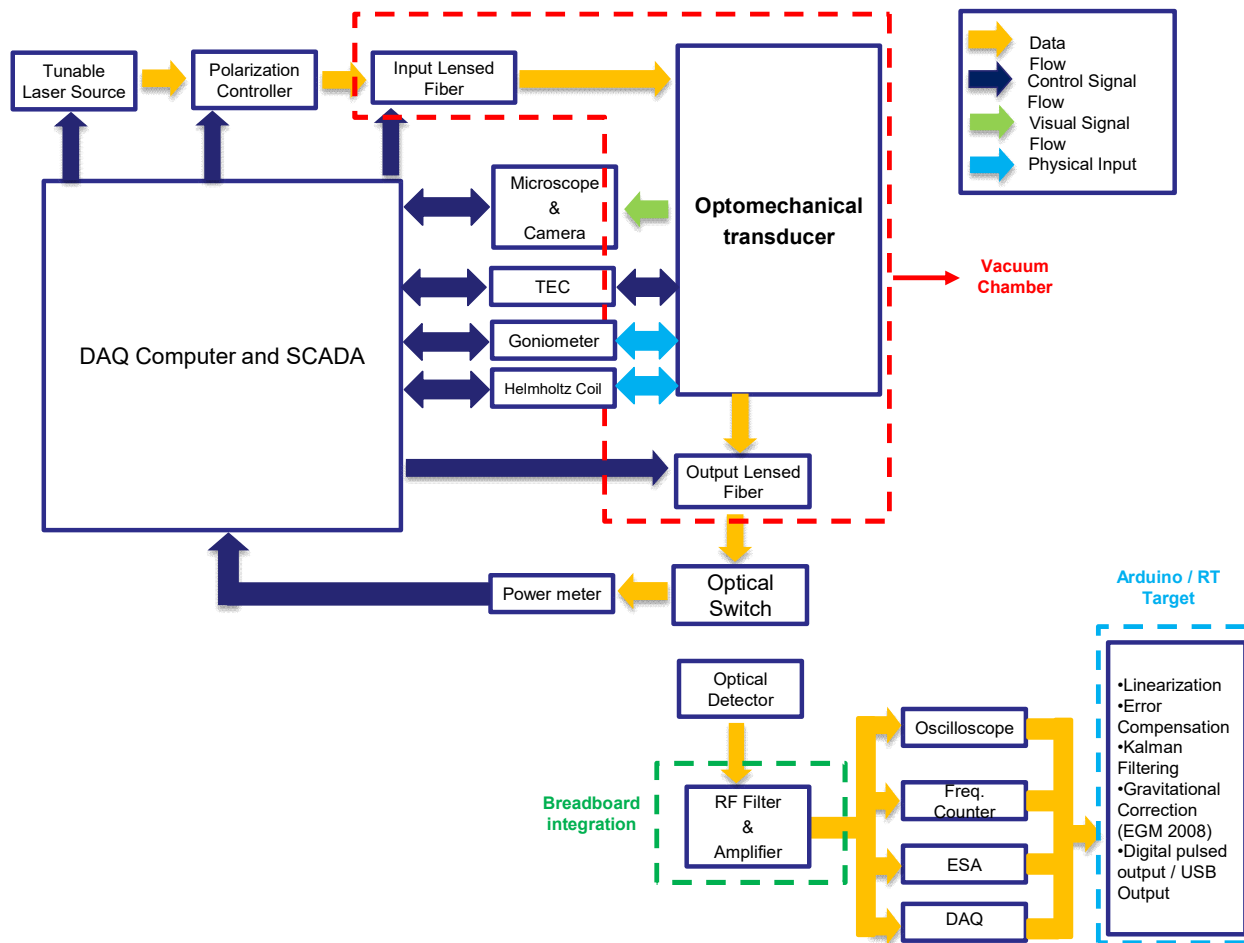 Tunable
Laser Source
Polarization
Controller
Input Lensed
Fiber
Data
Flow
Control Signal
Flow
Visual Signal
Flow
Physical Input
Microscope
&
Camera
Optomechanical
transducer
Vacuum
Chamber
TEC
DAQ Computer and SCADA
Goniometer
Helmholtz Coil
Output Lensed
Fiber
Power meter
Optical
Switch
Arduino / RT
Target
Optical
Detector
Oscilloscope
Breadboard
integration
RF Filter
&
Amplifier
Freq.
Counter
ESA
DAQ
•Linearization
•Error
Compensation
•Kalman
Filtering
•Gravitational
Correction
(EGM 2008)
•Digital pulsed
output / USB
Output